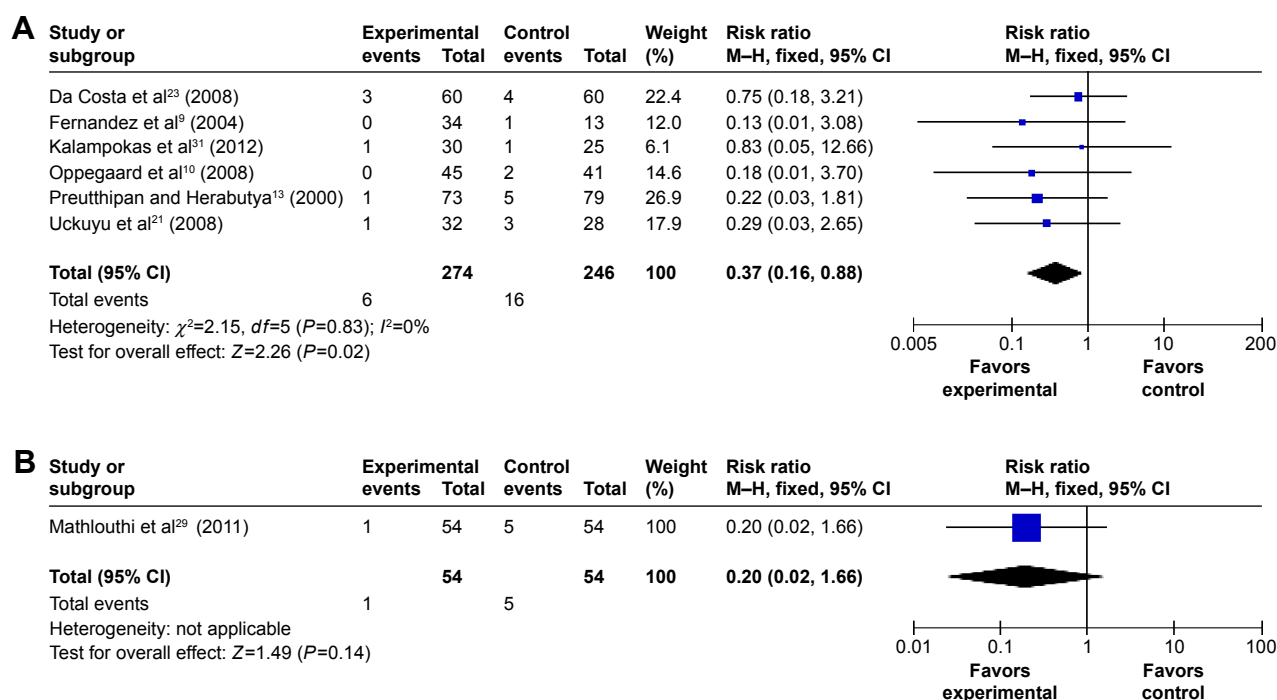 A
Study or Experimental Control Weight Risk ratio Risk ratio
subgroup events Total events Total (%) M–H, fixed, 95% CI M–H, fixed, 95% CI
Da Costa et al²³ (2008) 3 60 4 60 22.4 0.75 (0.18, 3.21)
Fernandez et al⁹ (2004) 0 34 1 13 12.0 0.13 (0.01, 3.08)
Kalampokas et al³¹ (2012) 1 30 1 25 6.1 0.83 (0.05, 12.66)
Oppegaard et al¹⁰ (2008) 0 45 2 41 14.6 0.18 (0.01, 3.70)
Preutthipan and Herabutya¹³ (2000) 1 73 5 79 26.9 0.22 (0.03, 1.81)
Uckuyu et al²¹ (2008) 1 32 3 28 17.9 0.29 (0.03, 2.65)
Total (95% CI) 274 246 100 0.37 (0.16, 0.88)
Total events 6 16
Heterogeneity: χ²=2.15, df=5 (P=0.83); I²=0%
Test for overall effect: Z=2.26 (P=0.02)
0.005 0.1 1 10 200
Favors Favors
experimental control
B
Study or Experimental Control Weight Risk ratio Risk ratio
subgroup events Total events Total (%) M–H, fixed, 95% CI M–H, fixed, 95% CI
Mathlouthi et al²⁹ (2011) 1 54 5 54 100 0.20 (0.02, 1.66)
Total (95% CI) 54 54 100 0.20 (0.02, 1.66)
Total events 1 5
Heterogeneity: not applicable
Test for overall effect: Z=1.49 (P=0.14)
0.01 0.1 1 10 100
Favors Favors
experimental control